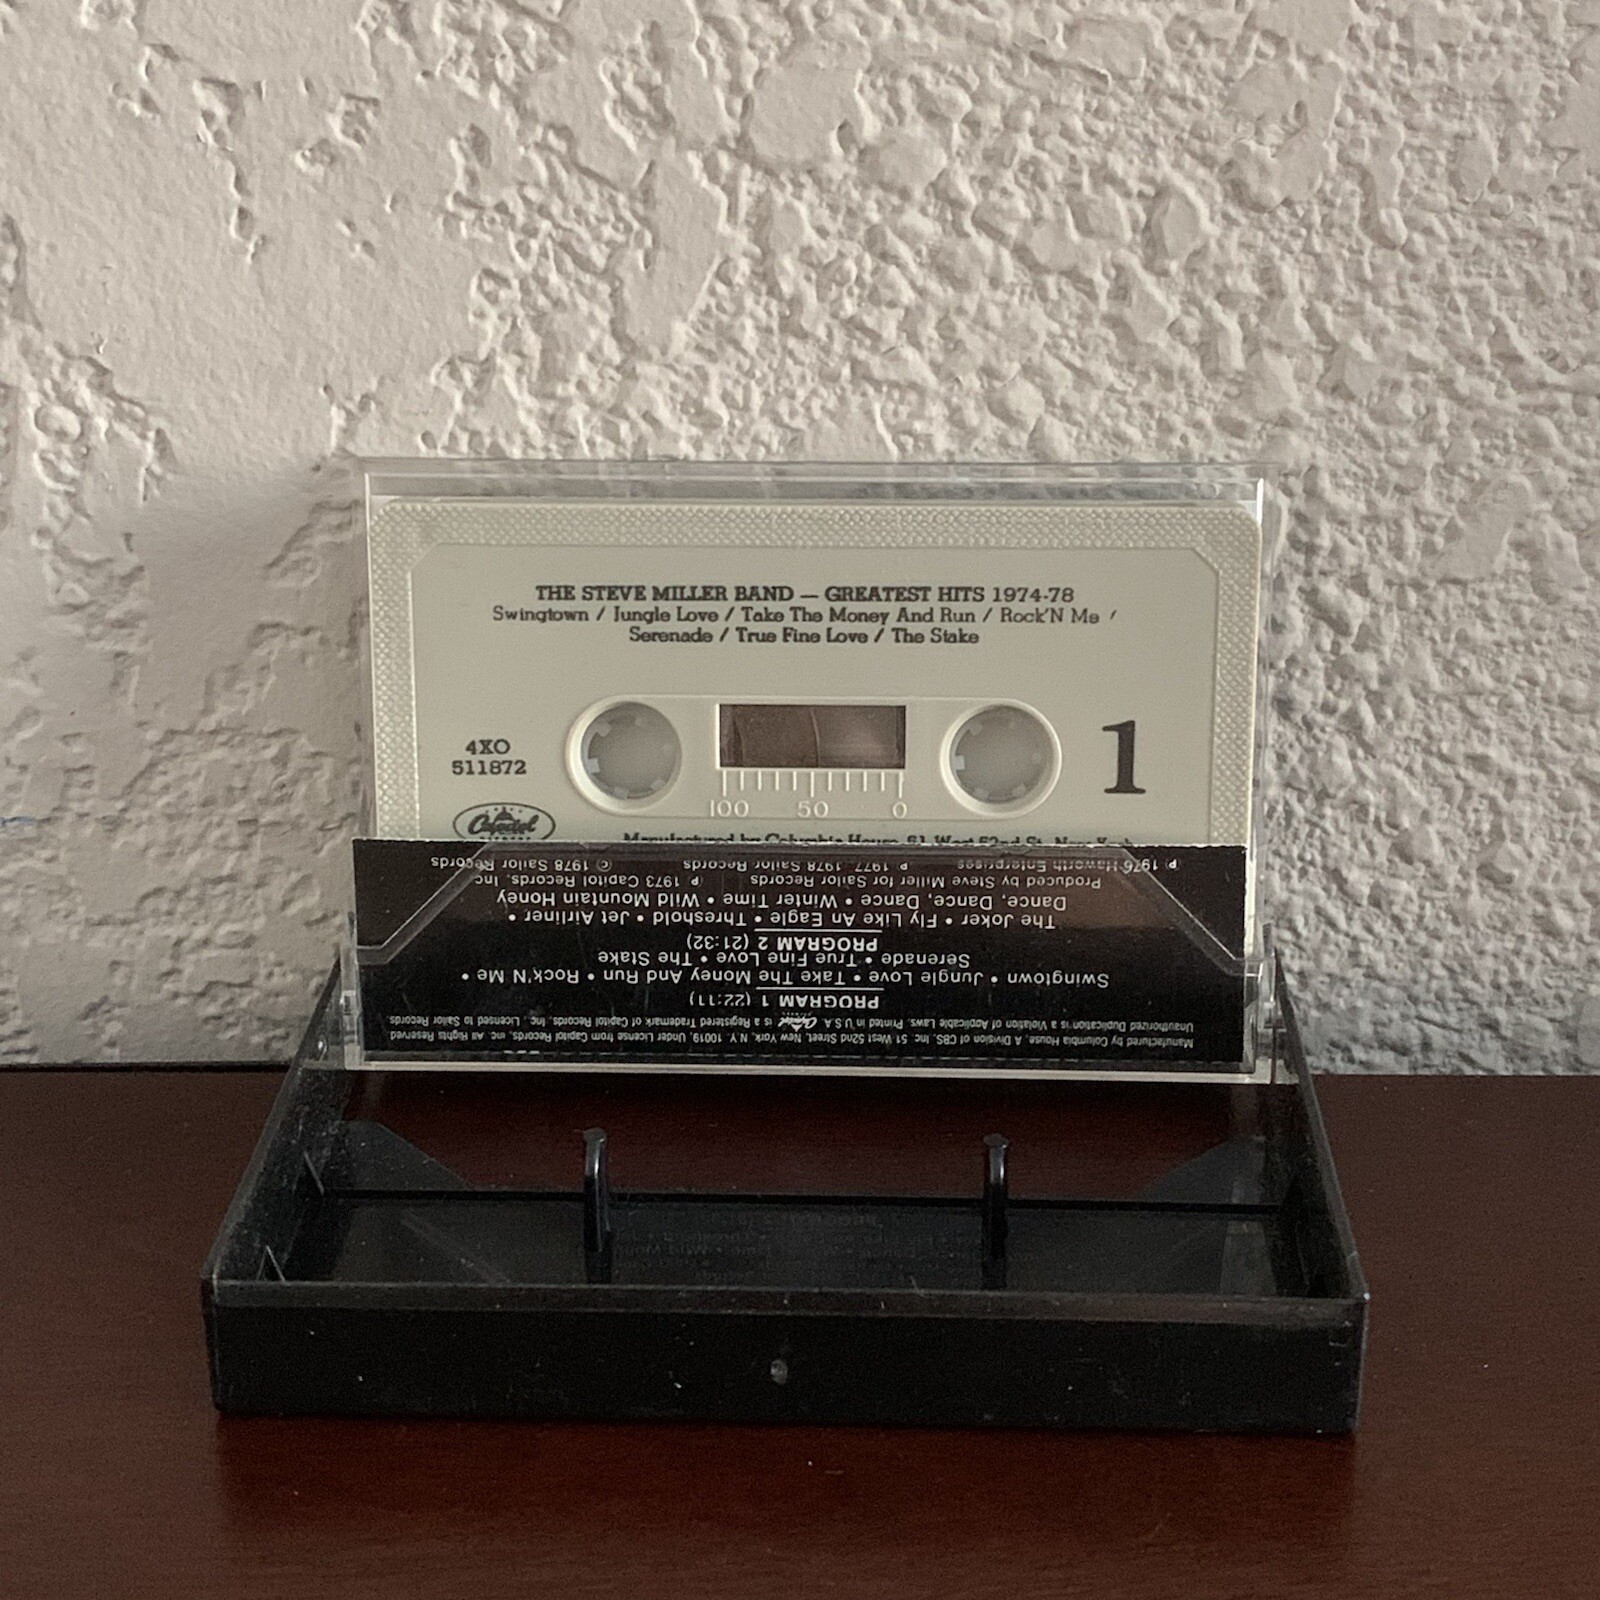 THE STEVE MILLER BAND — GREATEST HITS 1974-78
Swingtown / Jungle Love / Take The Money And Run / Rock'N Me /
Serenade / True Fine Love / The Stake
4XO
511872
1
100 50 0
Capitol
Manufactured by Columbia House, 51 West 52nd St., New York
Manufactured by Columbia House, A Division of CBS, Inc. 51 West 52nd Street, New York, N.Y. 10019, Under License from Capitol Records, Inc. All Rights Reserved
Unauthorized Duplication is a Violation of Applicable Laws. Printed in U.S.A. Capitol is a Registered Trademark of Capitol Records, Inc., Licensed to Sailor Records.
PROGRAM 1 (22:11)
Swingtown • Jungle Love • Take The Money And Run • Rock'N Me •
Serenade • True Fine Love • The Stake
PROGRAM 2 (21:32)
The Joker • Fly Like An Eagle • Threshold • Jet Airliner •
Dance, Dance, Dance • Winter Time • Wild Mountain Honey
Produced by Steve Miller for Sailor Records ℗ 1973 Capitol Records, Inc.
℗ 1976 Haworth Enterprises ℗ 1977, 1978 Sailor Records © 1978 Sailor Records